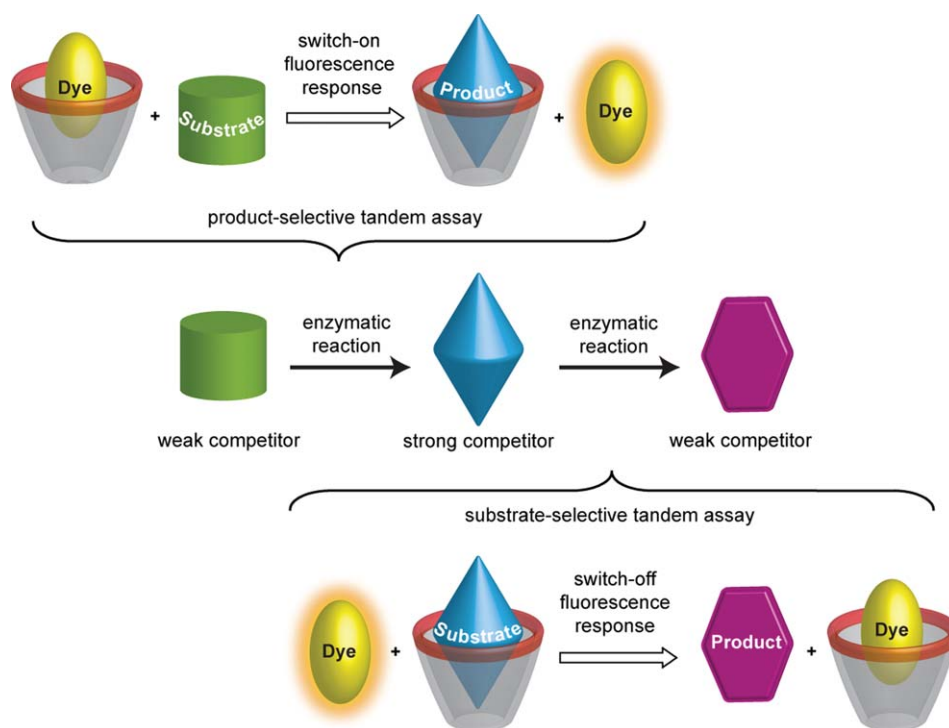 switch-on
fluorescence
response
Dye
+
Substrate
Product
+
Dye
product-selective tandem assay
enzymatic
reaction
enzymatic
reaction
weak competitor
strong competitor
weak competitor
substrate-selective tandem assay
switch-off
fluorescence
response
Dye
+
Substrate
Product
+
Dye